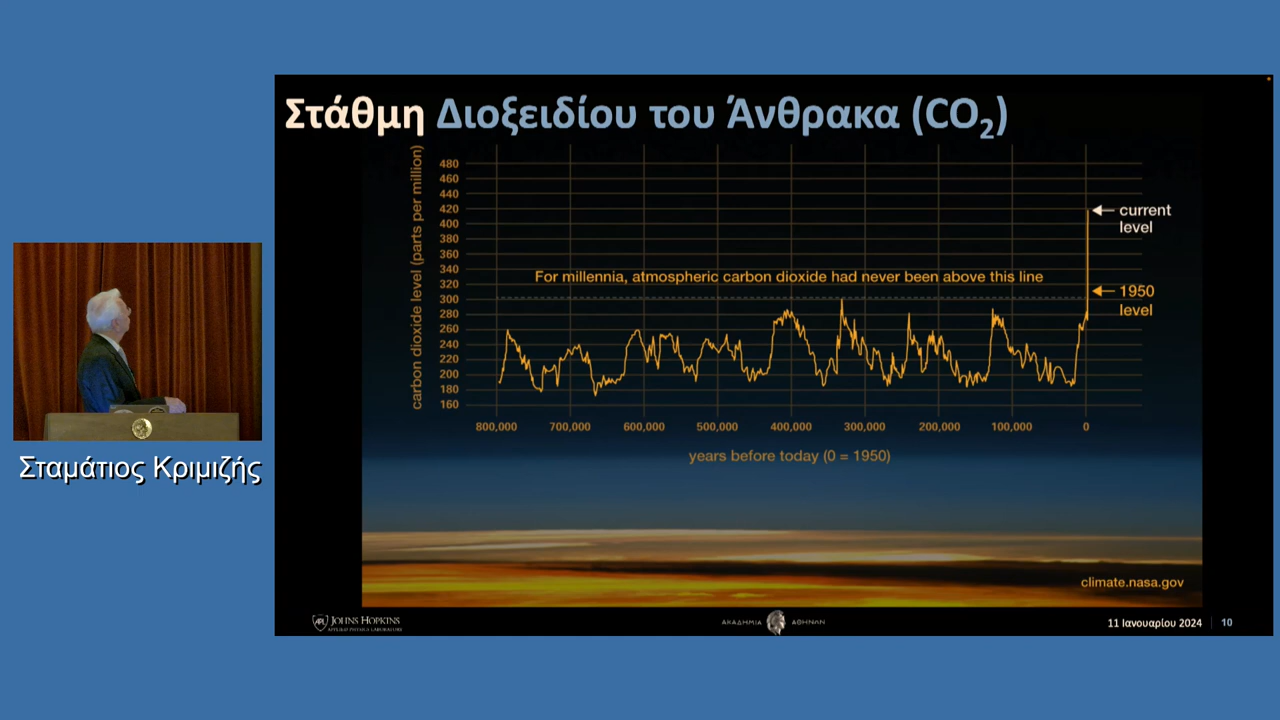 Στάθμη Διοξειδίου του Άνθρακα (CO₂)
carbon dioxide level (parts per million)
480
460
440
420
400
380
360
340
320
300
280
260
240
220
200
180
160
For millennia, atmospheric carbon dioxide had never been above this line
current
level
1950
level
800,000 700,000 600,000 500,000 400,000 300,000 200,000 100,000 0
years before today (0 = 1950)
climate.nasa.gov
Σταμάτιος Κριμιζής
APL JOHNS HOPKINS
APPLIED PHYSICS LABORATORY
ΑΚΑΔΗΜΙΑ ΑΘΗΝΩΝ
11 Ιανουαρίου 2024 10